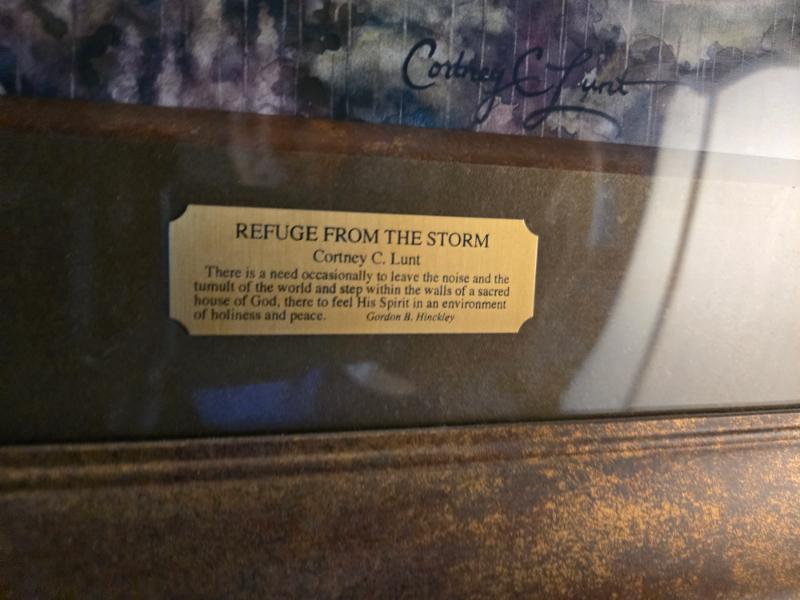 Cortney C Lunt
REFUGE FROM THE STORM
Cortney C. Lunt
There is a need occasionally to leave the noise and the
tumult of the world and step within the walls of a sacred
house of God, there to feel His Spirit in an environment
of holiness and peace. Gordon B. Hinckley